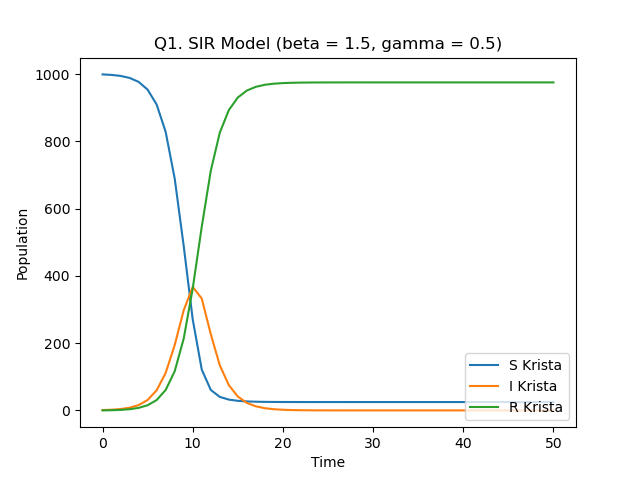 Q1. SIR Model (beta = 1.5, gamma = 0.5)
1000
800
600
400
200
0
Population
0 10 20 30 40 50
Time
S Krista
I Krista
R Krista